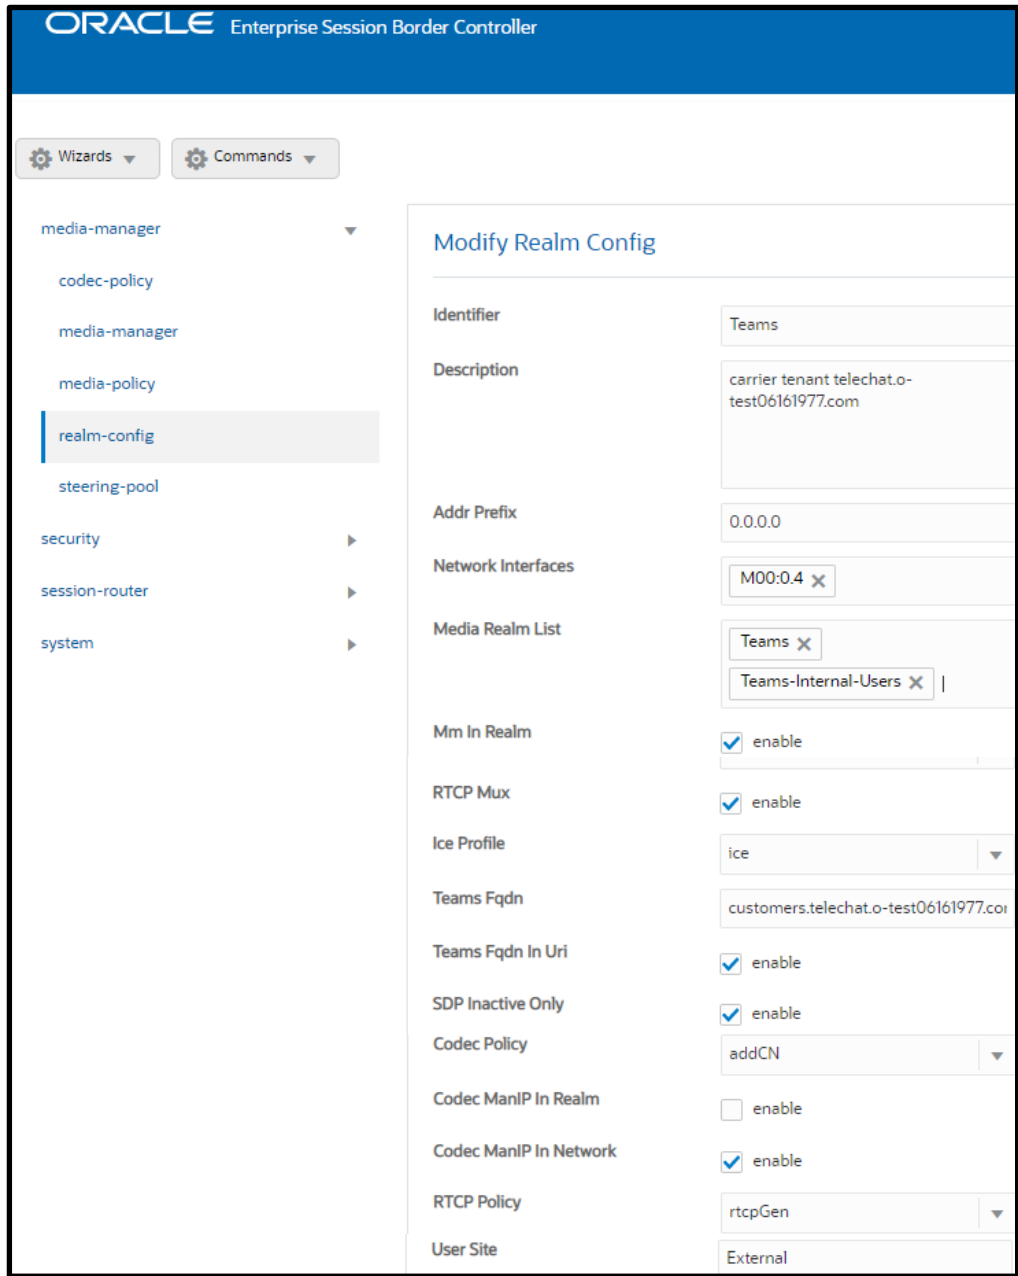 ORACLE Enterprise Session Border Controller
Wizards
Commands
media-manager
codec-policy
media-manager
media-policy
realm-config
steering-pool
security
session-router
system
Modify Realm Config
Identifier
Teams
Description
carrier tenant telechat.o-
test06161977.com
Addr Prefix
0.0.0.0
Network Interfaces
M00:0.4
Media Realm List
Teams
Teams-Internal-Users
Mm In Realm
enable
RTCP Mux
enable
Ice Profile
ice
Teams Fqdn
customers.telechat.o-test06161977.co
Teams Fqdn In Uri
enable
SDP Inactive Only
enable
Codec Policy
addCN
Codec ManIP In Realm
enable
Codec ManIP In Network
enable
RTCP Policy
rtcpGen
User Site
External